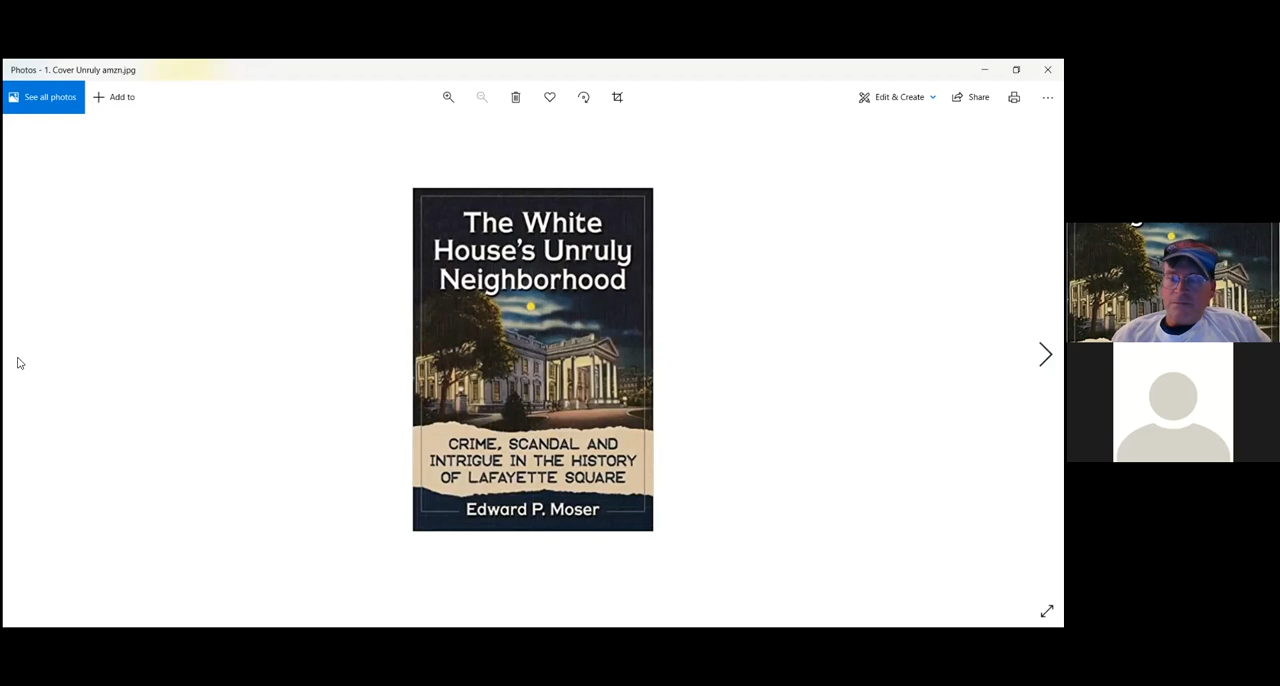 Photos - 1. Cover Unruly amzn.jpg
See all photos
Add to
Edit & Create
Share
The White
House's Unruly
Neighborhood
CRIME, SCANDAL AND
INTRIGUE IN THE HISTORY
OF LAFAYETTE SQUARE
Edward P. Moser